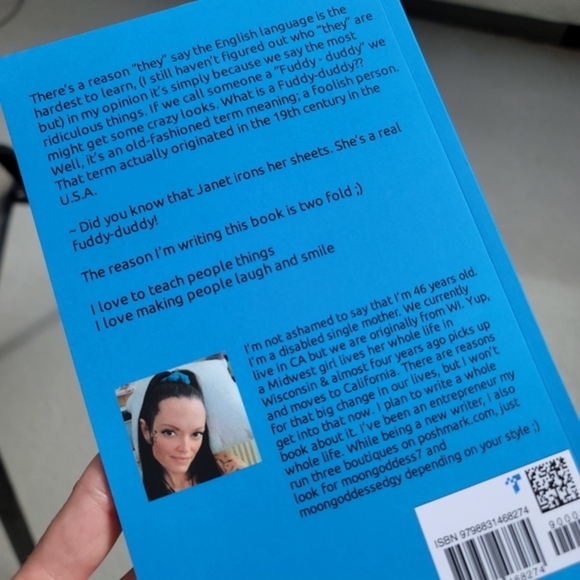 There's a reason "they" say the English language is the
hardest to learn, (I still haven't figured out who "they" are
but) in my opinion it's simply because we say the most
ridiculous things. If we call someone a "Fuddy - duddy" we
might get some crazy looks. What is a Fuddy-duddy??
Well, it's an old-fashioned term meaning; a foolish person.
That term actually originated in the 19th century in the
U.S.A.
~ Did you know that Janet irons her sheets. She's a real
fuddy-duddy!
The reason I'm writing this book is two fold ;)
I love to teach people things
I love making people laugh and smile
I'm not ashamed to say that I'm 46 years old.
I'm a disabled single mother. We currently
live in CA but we are originally from WI. Yup,
a Midwest girl lives her whole life in
Wisconsin & almost four years ago picks up
and moves to California. There are reasons
for that big change in our lives, but I won't
get into that now. I plan to write a whole
book about it. I've been an entrepreneur my
whole life. While being a new writer, I also
run three boutiques on poshmark.com, just
look for moongoddess7 and
moongoddessedgy depending on your style ;)
ISBN 9798831468274
9000
468274